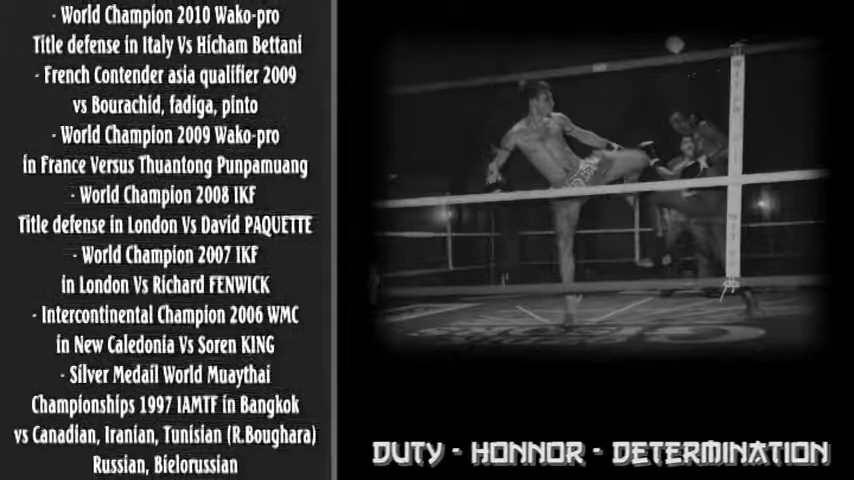 - World Champion 2010 Wako-pro
Title defense in Italy Vs Hicham Bettani
- French Contender asia qualifier 2009
vs Bourachid, fadiga, pinto
- World Champion 2009 Wako-pro
in France Versus Thuantong Punpamuang
- World Champion 2008 IKF
Title defense in London Vs David PAQUETTE
- World Champion 2007 IKF
in London Vs Richard FENWICK
- Intercontinental Champion 2006 WMC
in New Caledonia Vs Soren KING
- Silver Medail World Muaythai
Championships 1997 IAMTF in Bangkok
vs Canadian, Iranian, Tunisian (R.Boughara)
Russian, Bielorussian
DUTY - HONNOR - DETERMINATION